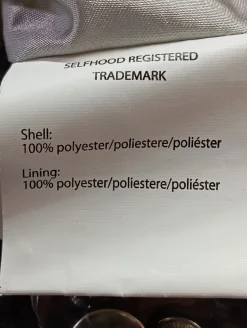 SELFHOOD REGISTERED
TRADEMARK
Shell:
100% polyester/poliestere/poliéster
Lining:
100% polyester/poliestere/poliéster